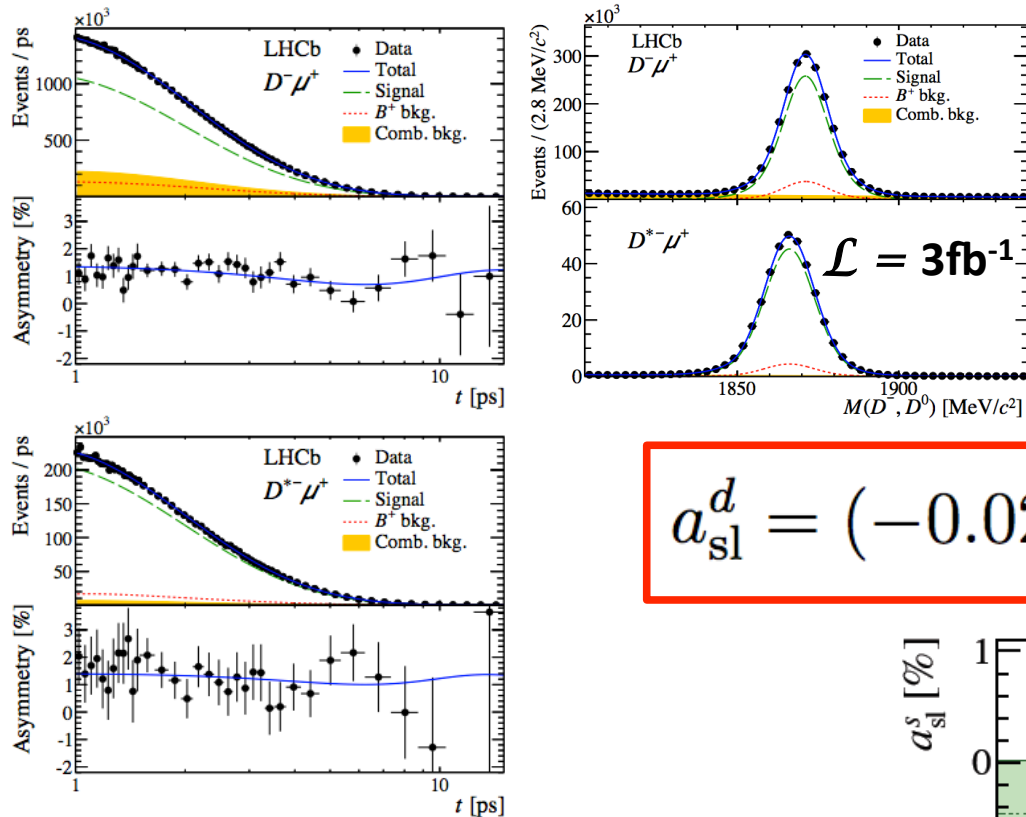 ×10³
Events / ps
1000
500
LHCb
D⁻μ⁺
Data
Total
Signal
B⁺ bkg.
Comb. bkg.
Asymmetry [%]
3
2
1
0
-1
-2
1
10
t [ps]
×10³
Events / (2.8 MeV/c²)
300
200
100
LHCb
D⁻μ⁺
Data
Total
Signal
B⁺ bkg.
Comb. bkg.
60
40
20
0
D*⁻μ⁺
ℒ = 3fb⁻¹
1850
1900
M(D⁻, D⁰) [MeV/c²]
×10³
Events / ps
200
150
100
50
LHCb
D*⁻μ⁺
Data
Total
Signal
B⁺ bkg.
Comb. bkg.
Asymmetry [%]
3
2
1
0
-1
-2
1
10
t [ps]
a_sl^d = (−0.0
a_sl^s [%]
1
0